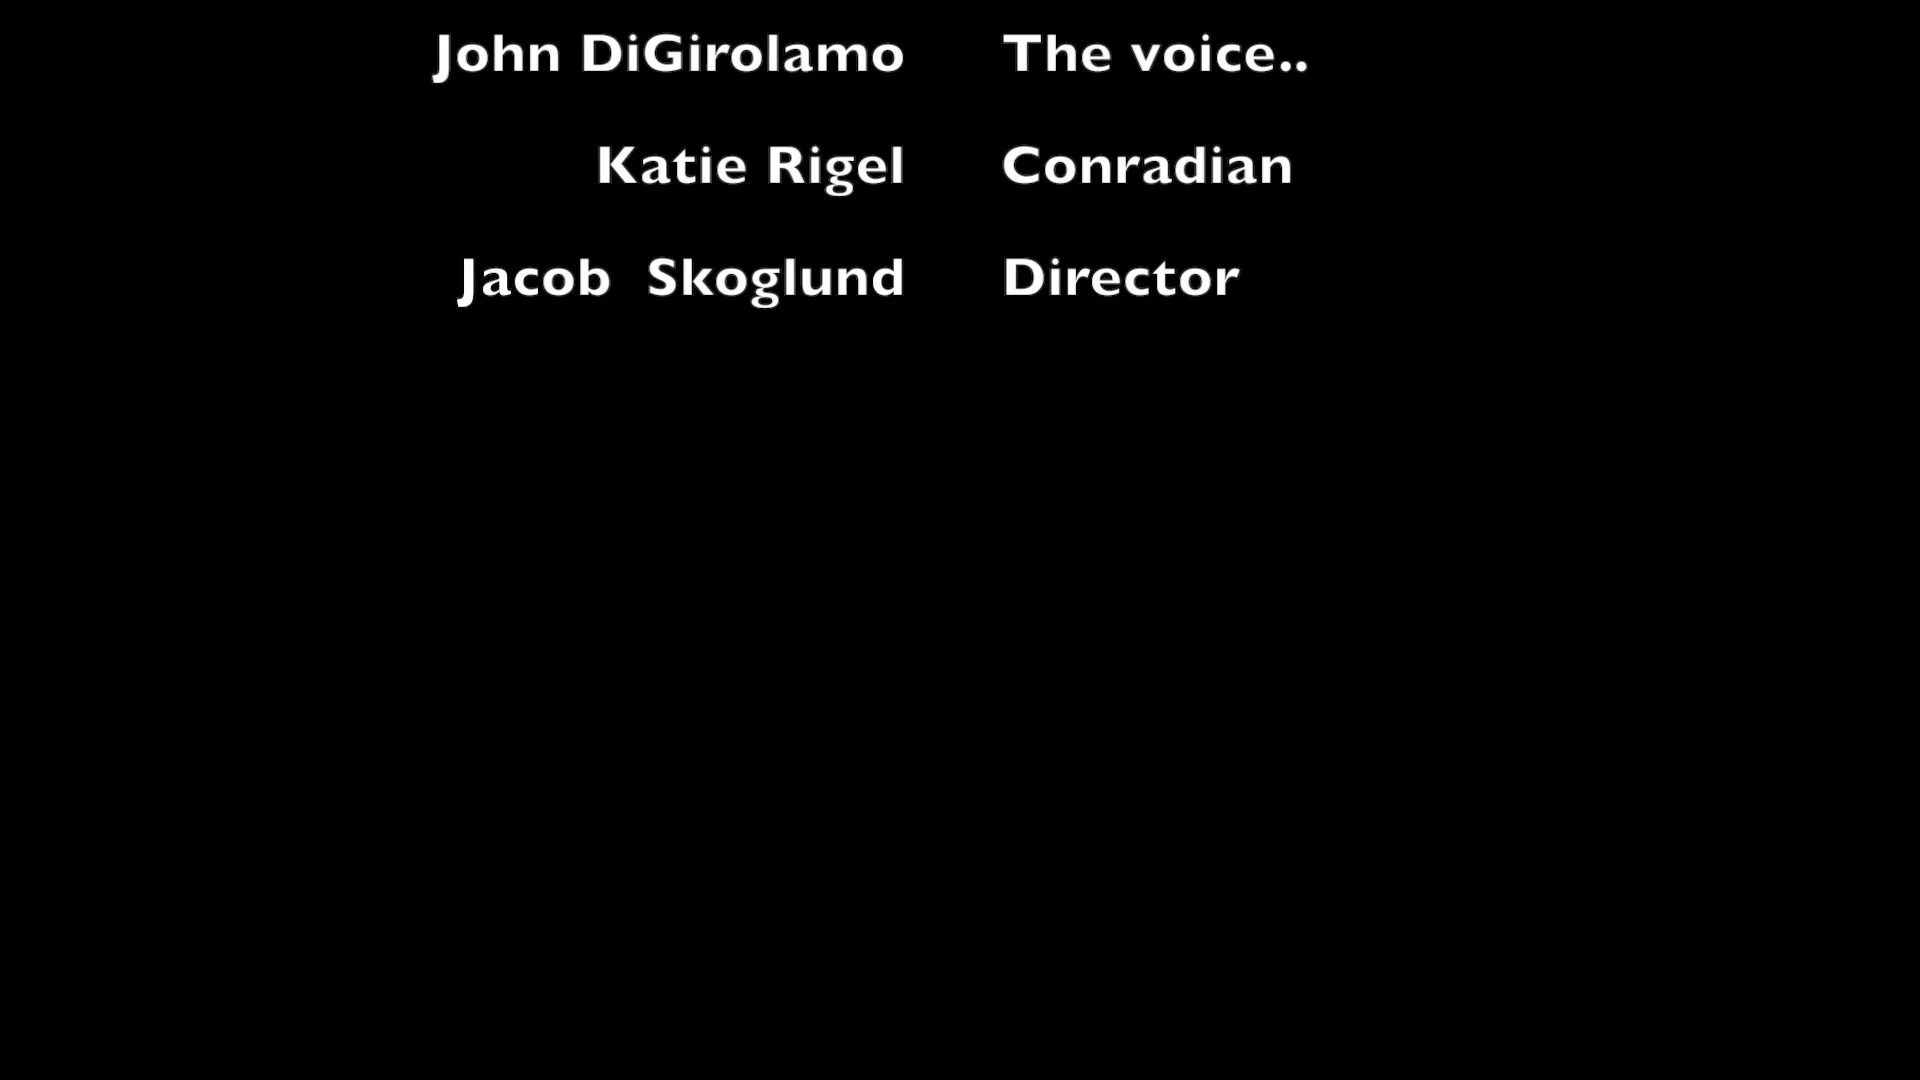 John DiGirolamo The voice..
Katie Rigel Conradian
Jacob  Skoglund Director